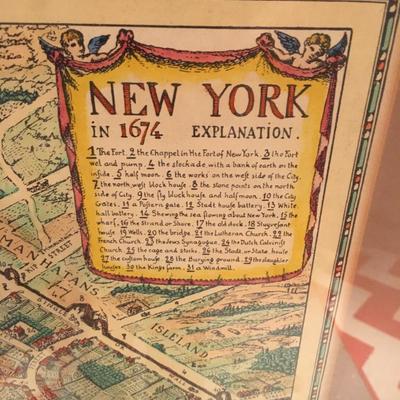 NEW YORK
in 1674 EXPLANATION.
1 The Fort. 2 the Chappel in the Fort of New York. 3 the Fort
wel and pump. 4 the stockade with a bank of earth on the
inside. 5 half moon. 6 the works on the west side of the City.
7 the north west block house. 8 the stone points on the north
side of City. 9 the fly blockhouse and half moon. 10 the City
Gates. 11 a Postern gate. 12 Stadt house battery. 13 White
hall battery. 14 Shewing the sea flowing about New York. 15 the
wharf. 16 the Strand or Shore. 17 the old dock. 18 Stuyvesant
house 19 Wells. 20 the bridge. 21 the Lutheran Church. 22 the
French Church. 23 the Jews Synagogue. 24 the Dutch Calvinist
Church. 25 the cage and stocks. 26 the Stadt or State house
27 the custom house 28 the Burying ground. 29 the slaughter
houses. 30 the Kings farm. 31 a Windmill.
MANHATANS
STREET
ISLELAND